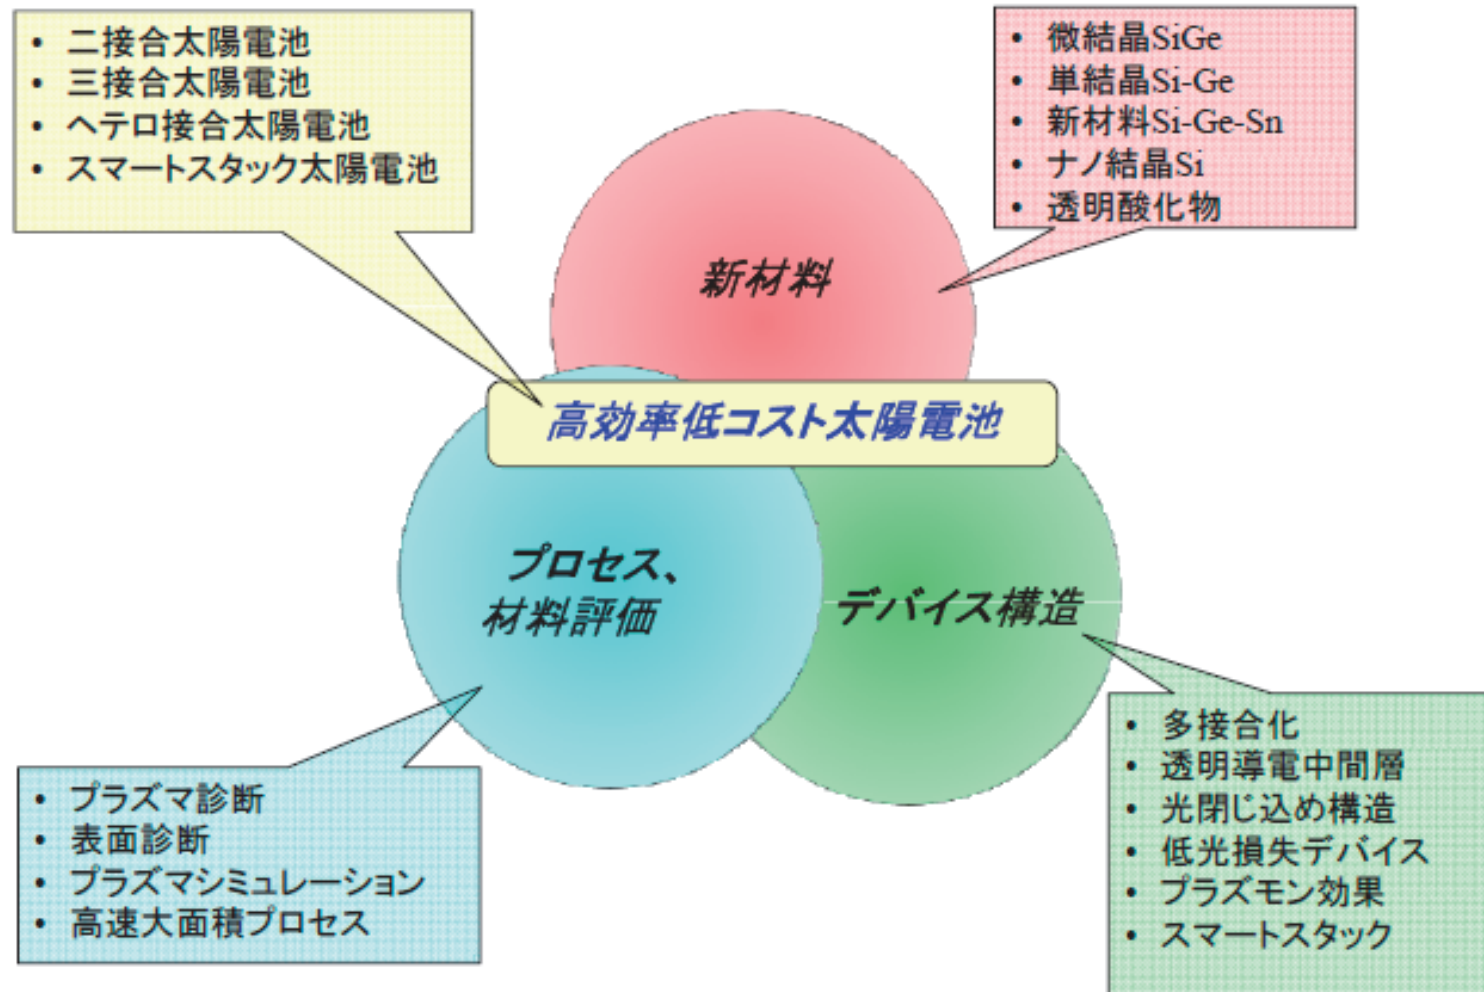 • 二接合太陽電池
• 三接合太陽電池
• ヘテロ接合太陽電池
• スマートスタック太陽電池
• 微結晶SiGe
• 単結晶Si-Ge
• 新材料Si-Ge-Sn
• ナノ結晶Si
• 透明酸化物
新材料
高効率低コスト太陽電池
プロセス、
材料評価
デバイス構造
• プラズマ診断
• 表面診断
• プラズマシミュレーション
• 高速大面積プロセス
• 多接合化
• 透明導電中間層
• 光閉じ込め構造
• 低光損失デバイス
• プラズモン効果
• スマートスタック